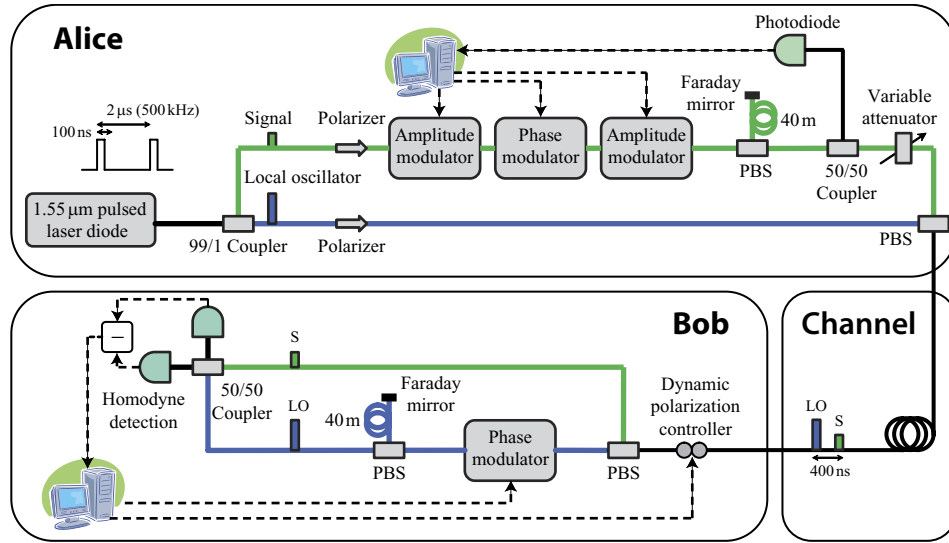 Alice
Photodiode
2 µs (500 kHz)
100 ns
Signal
Polarizer
Amplitude
modulator
Phase
modulator
Amplitude
modulator
Faraday
mirror
40 m
PBS
50/50
Coupler
Variable
attenuator
Local oscillator
1.55 µm pulsed
laser diode
99/1 Coupler
Polarizer
PBS
Bob
Channel
–
S
50/50
Coupler
Homodyne
detection
LO
40 m
Faraday
mirror
PBS
Phase
modulator
PBS
Dynamic
polarization
controller
LO
S
400 ns